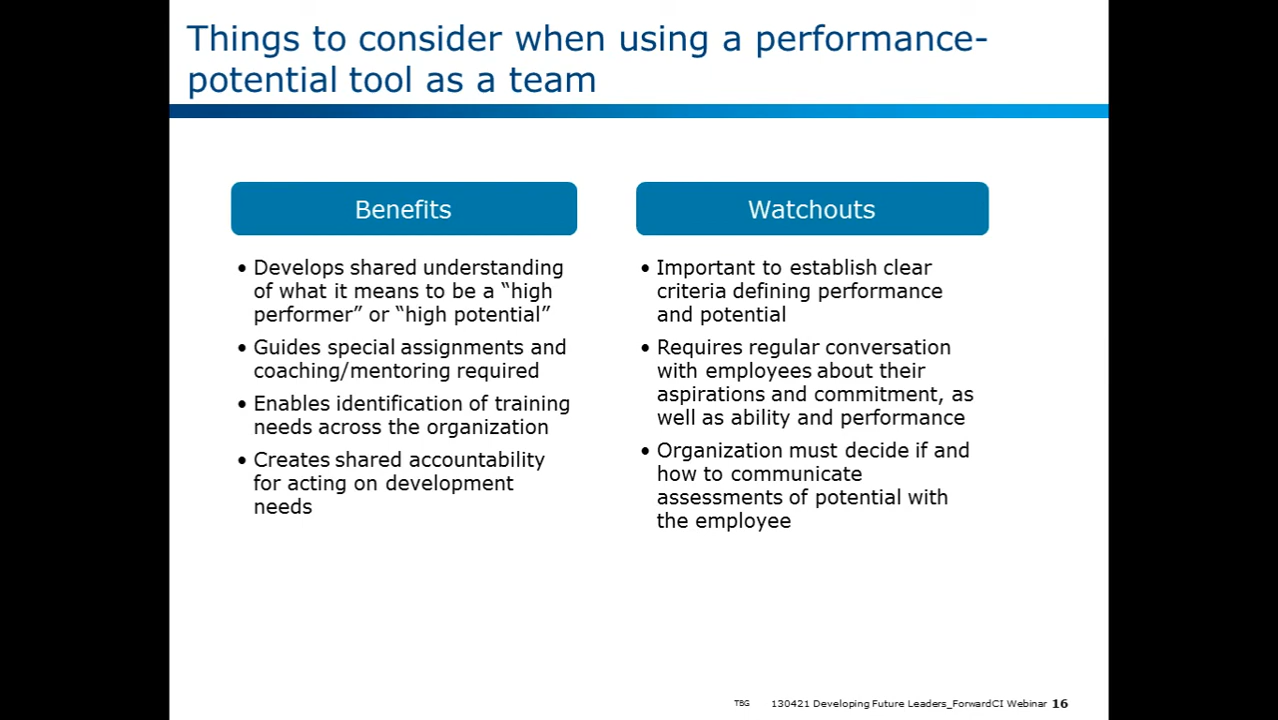 Things to consider when using a performance-
potential tool as a team
Benefits
• Develops shared understanding
of what it means to be a “high
performer” or “high potential”
• Guides special assignments and
coaching/mentoring required
• Enables identification of training
needs across the organization
• Creates shared accountability
for acting on development
needs
Watchouts
• Important to establish clear
criteria defining performance
and potential
• Requires regular conversation
with employees about their
aspirations and commitment, as
well as ability and performance
• Organization must decide if and
how to communicate
assessments of potential with
the employee
TBG 130421 Developing Future Leaders_ForwardCI Webinar 16